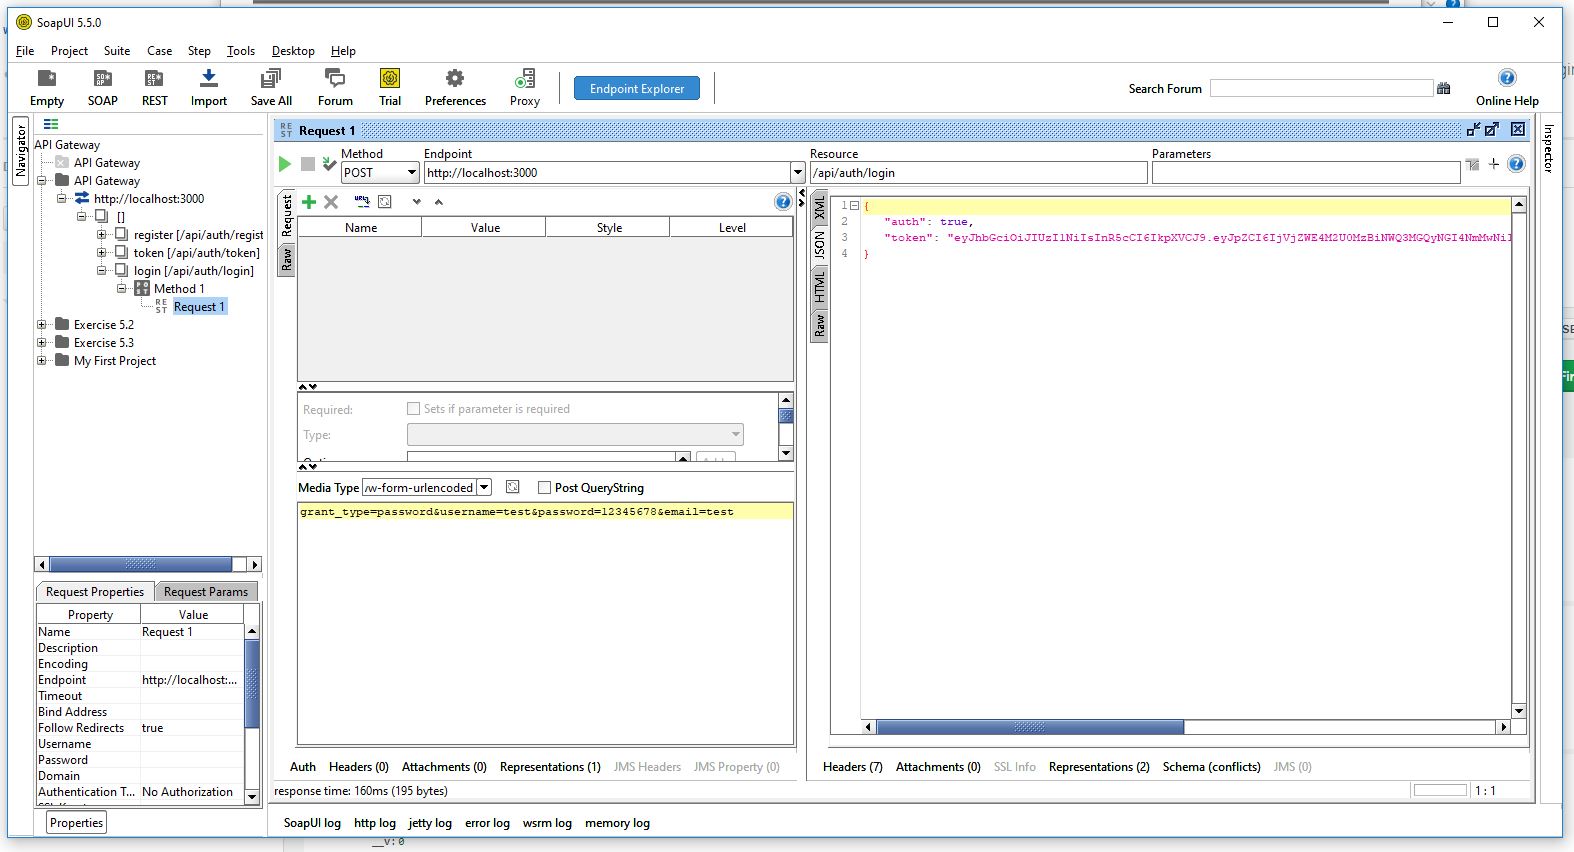 SoapUI 5.5.0
File Project Suite Case Step Tools Desktop Help
Empty SOAP REST Import Save All Forum Trial Preferences Proxy Endpoint Explorer Search Forum Online Help
Navigator
API Gateway
API Gateway
API Gateway
http://localhost:3000
[]
register [/api/auth/regist
token [/api/auth/token]
login [/api/auth/login]
Method 1
Request 1
Exercise 5.2
Exercise 5.3
My First Project
Request Properties Request Params
Property Value
Name Request 1
Description
Encoding
Endpoint http://localhost:...
Timeout
Bind Address
Follow Redirects true
Username
Password
Domain
Authentication T... No Authorization
Properties
Request 1
Method Endpoint Resource Parameters
POST http://localhost:3000 /api/auth/login
Request
Raw
Name Value Style Level
Required: Sets if parameter is required
Type:
Media Type /w-form-urlencoded Post QueryString
grant_type=password&username=test&password=12345678&email=test
Auth Headers (0) Attachments (0) Representations (1) JMS Headers JMS Property (0)
XML
JSON
HTML
Raw
1 {
2 "auth": true,
3 "token": "eyJhbGciOiJIUzI1NiIsInR5cCI6IkpXVCJ9.eyJpZCI6IjVjZWE4M2U0MzBiNWQ3MGQyNGI4NmMwNiI
4 }
Headers (7) Attachments (0) SSL Info Representations (2) Schema (conflicts) JMS (0)
response time: 160ms (195 bytes) 1 : 1
SoapUI log http log jetty log error log wsrm log memory log
Inspector
__v: 0